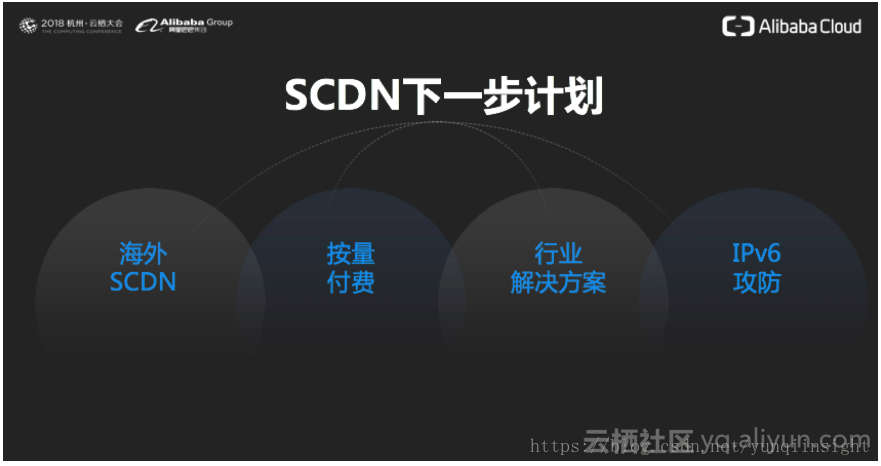 2018 杭州·云栖大会
THE COMPUTING CONFERENCE
Alibaba Group
阿里巴巴集团
Alibaba Cloud
SCDN下一步计划
海外
SCDN
按量
付费
行业
解决方案
IPv6
攻防
云栖社区 yq.aliyun.com
https://blog.csdn.net/yunqiinsight